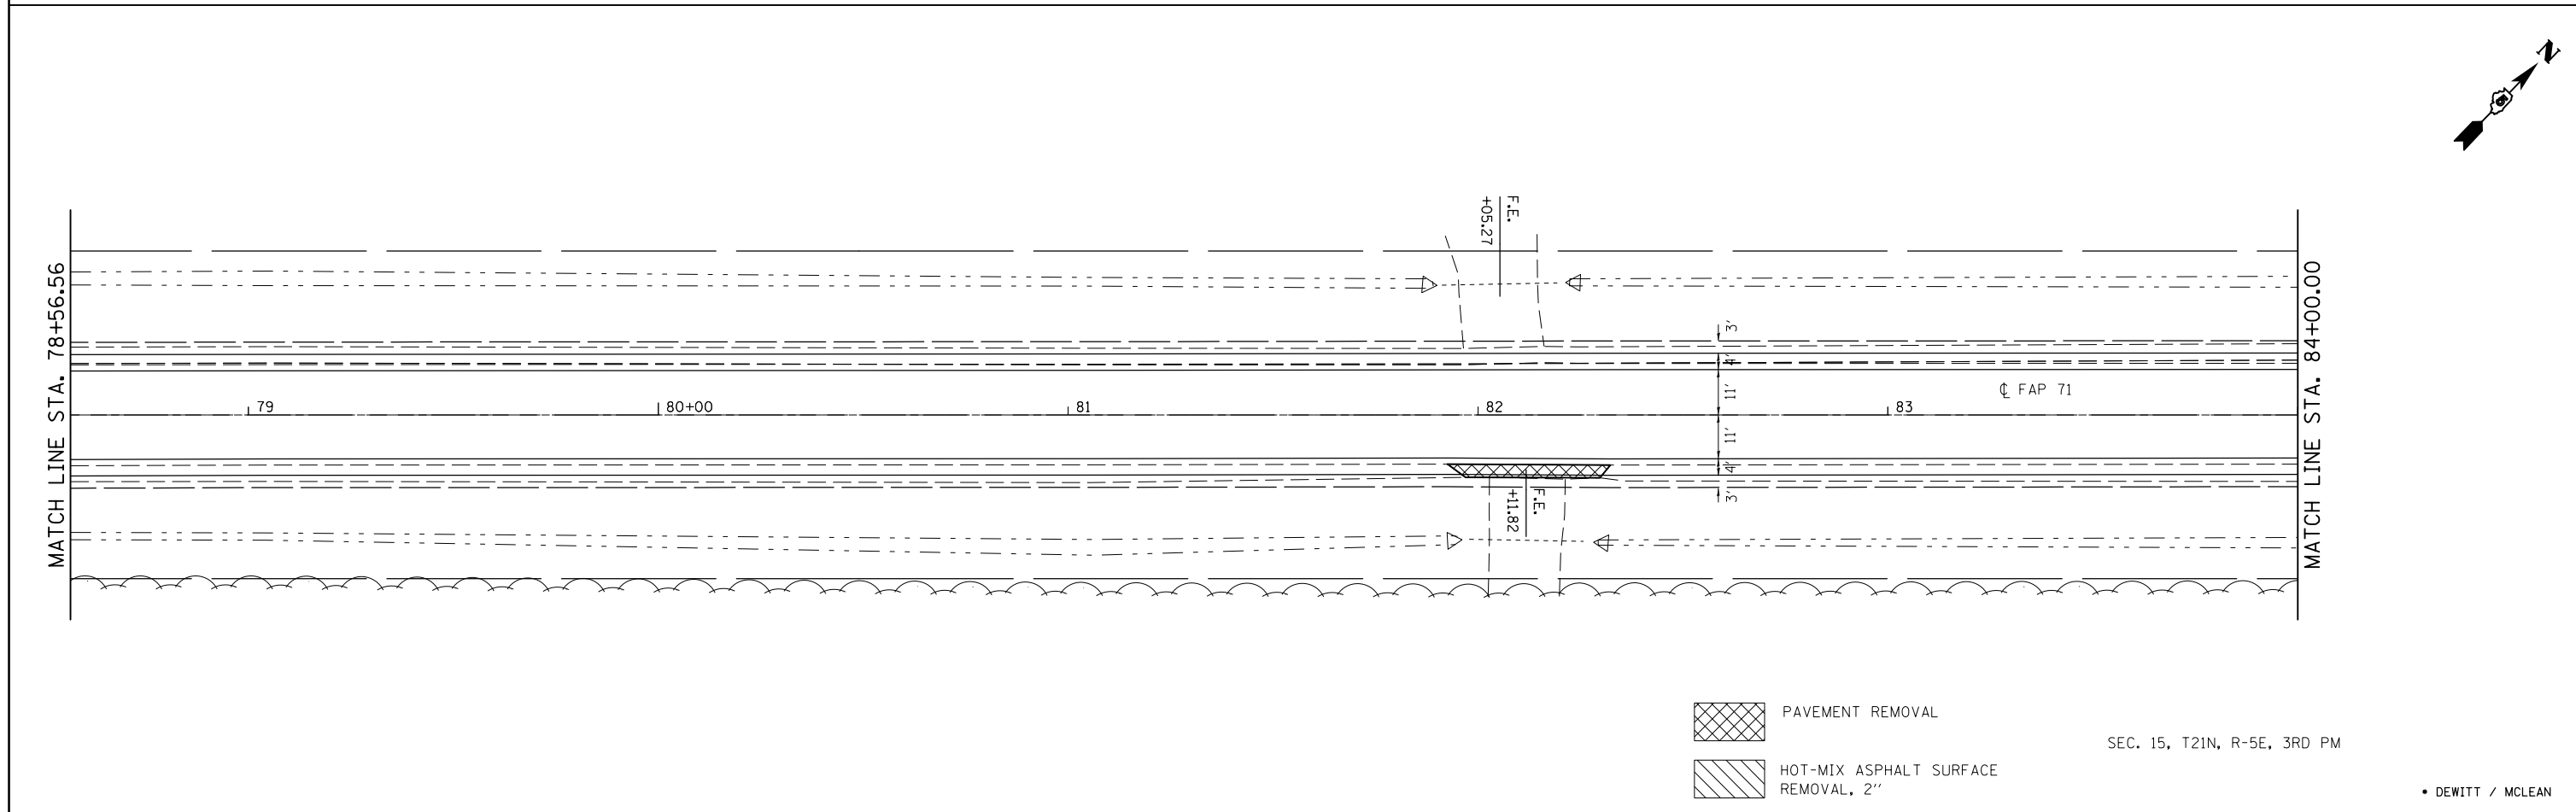 N
5
F.E.
+05.27
MATCH LINE STA. 78+56.56
MATCH LINE STA. 84+00.00
3'
4'
11'
℄ FAP 71
79
80+00
81
82
83
11'
4'
3'
F.E.
+11.82
PAVEMENT REMOVAL
SEC. 15, T21N, R-5E, 3RD PM
HOT-MIX ASPHALT SURFACE
REMOVAL, 2''
• DEWITT / MCLEAN